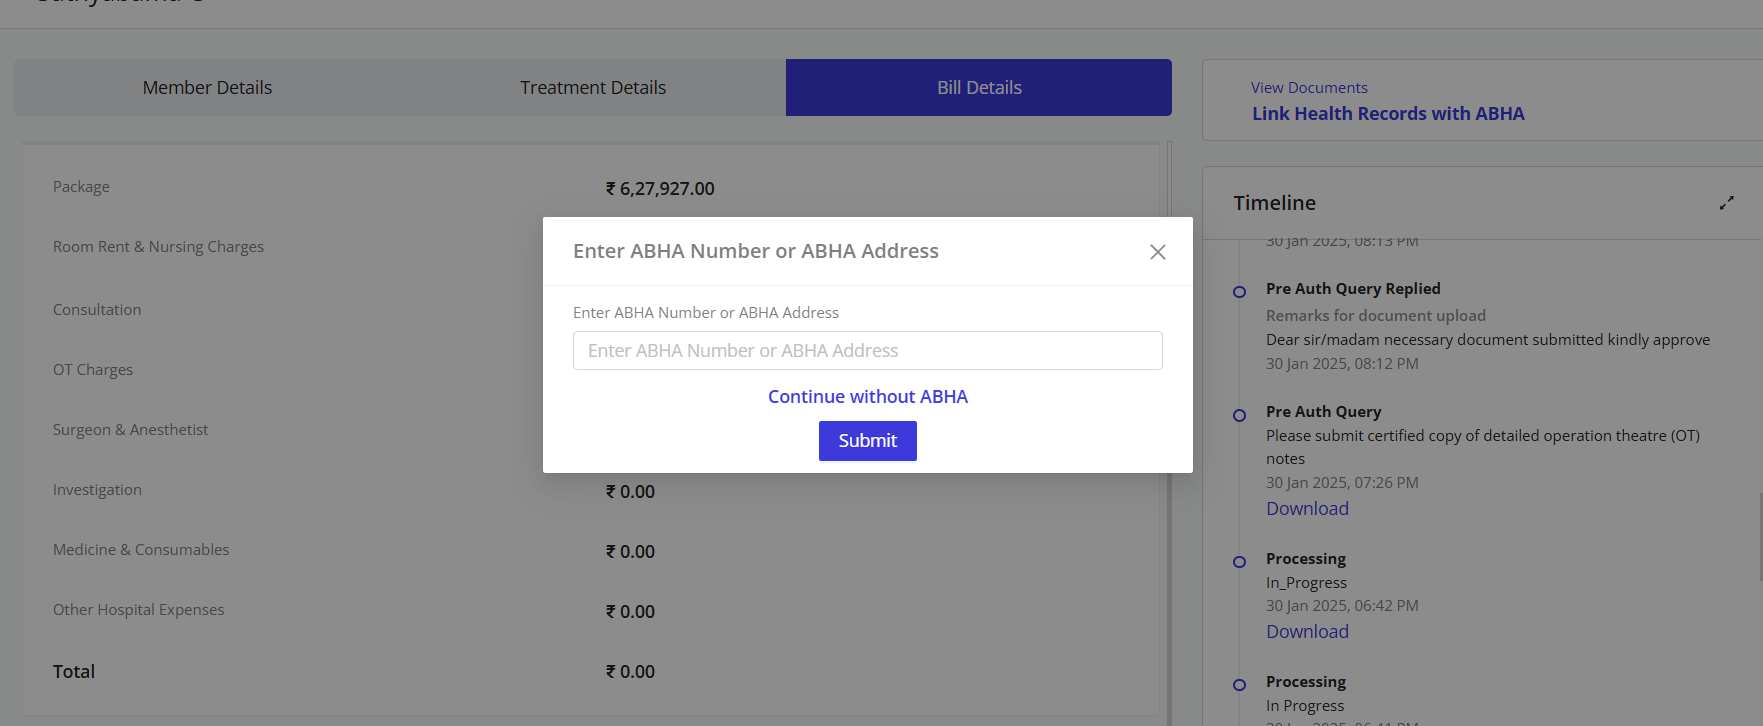 Member Details
Treatment Details
Bill Details
Package
₹ 6,27,927.00
Room Rent & Nursing Charges
Consultation
OT Charges
Surgeon & Anesthetist
Investigation
₹ 0.00
Medicine & Consumables
₹ 0.00
Other Hospital Expenses
₹ 0.00
Total
₹ 0.00
Enter ABHA Number or ABHA Address
Enter ABHA Number or ABHA Address
Enter ABHA Number or ABHA Address
Continue without ABHA
Submit
View Documents
Link Health Records with ABHA
Timeline
30 Jan 2025, 08:13 PM
Pre Auth Query Replied
Remarks for document upload
Dear sir/madam necessary document submitted kindly approve
30 Jan 2025, 08:12 PM
Pre Auth Query
Please submit certified copy of detailed operation theatre (OT)
notes
30 Jan 2025, 07:26 PM
Download
Processing
In_Progress
30 Jan 2025, 06:42 PM
Download
Processing
In Progress